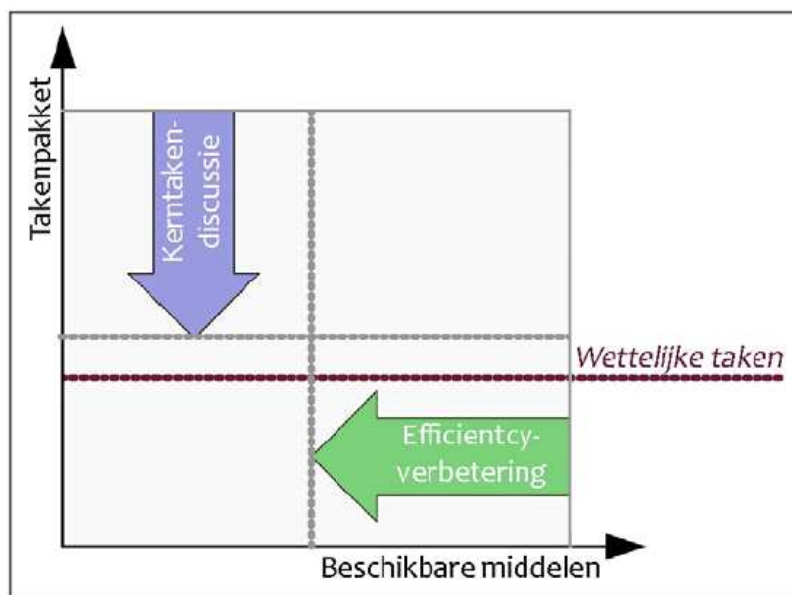 Takenpakket
Kerntaken-
discussie
Wettelijke taken
Efficientcy-
verbetering
Beschikbare middelen